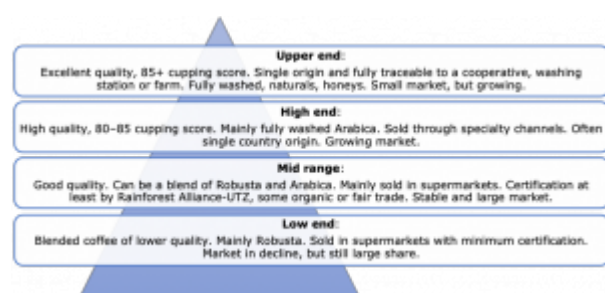 Upper end:
Excellent quality, 85+ cupping score. Single origin and fully traceable to a cooperative, washing
station or farm. Fully washed, naturals, honeys. Small market, but growing.
High end:
High quality, 80–85 cupping score. Mainly fully washed Arabica. Sold through specialty channels. Often
single country origin. Growing market.
Mid range:
Good quality. Can be a blend of Robusta and Arabica. Mainly sold in supermarkets. Certification at
least by Rainforest Alliance-UTZ, some organic or fair trade. Stable and large market.
Low end:
Blended coffee of lower quality. Mainly Robusta. Sold in supermarkets with minimum certification.
Market in decline, but still large share.